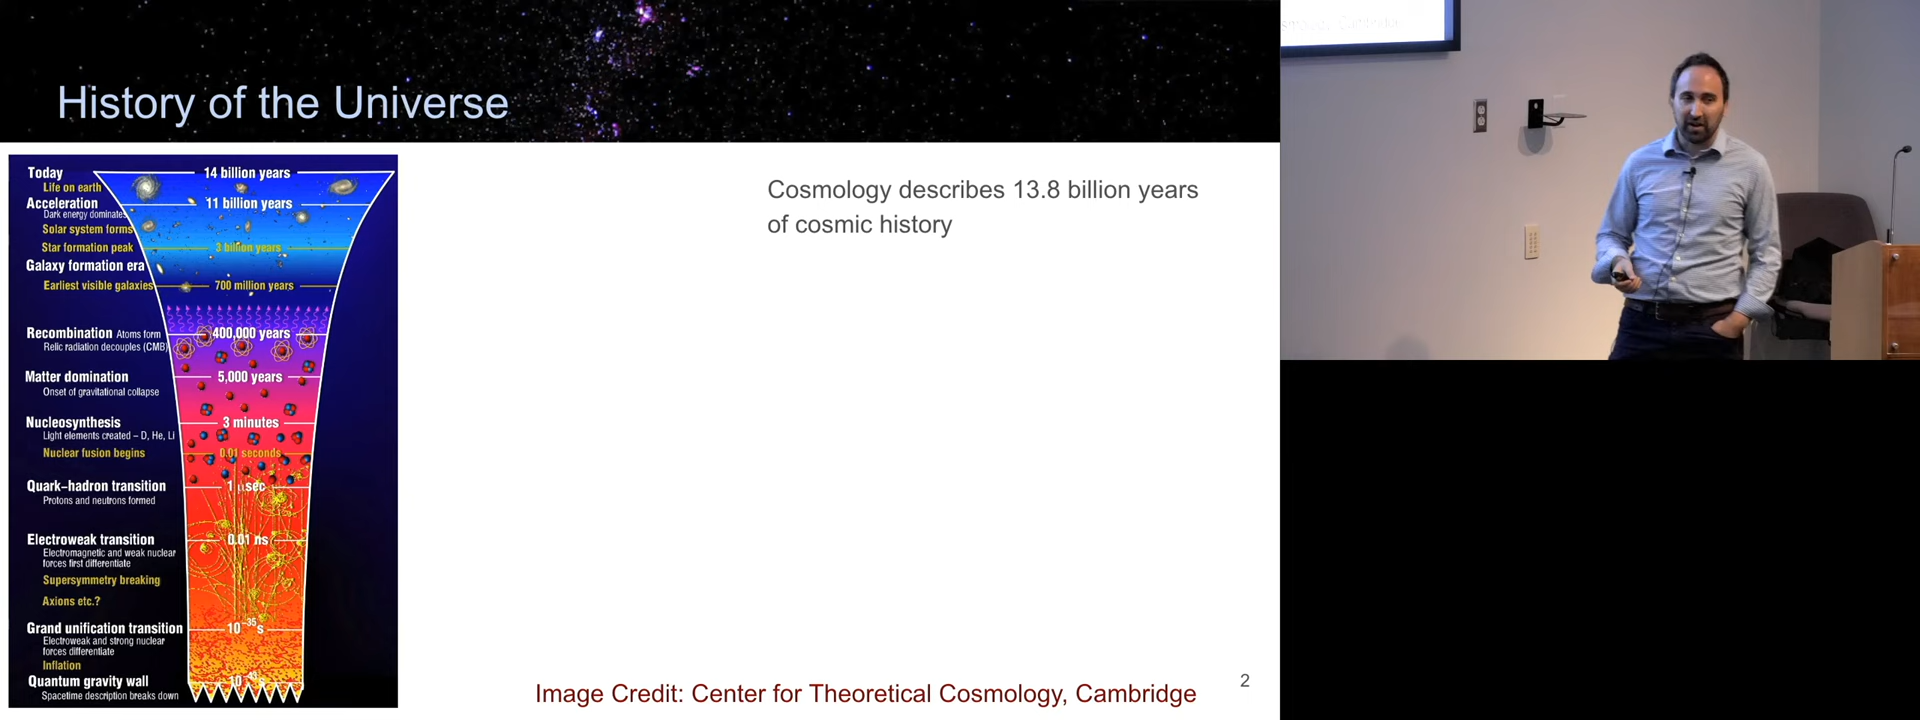 History of the Universe
Today
14 billion years
Life on earth
Acceleration
11 billion years
Dark energy dominates
Solar system forms
Star formation peak
3 billion years
Galaxy formation era
Earliest visible galaxies
700 million years
Recombination Atoms form
400,000 years
Relic radiation decouples (CMB)
Matter domination
5,000 years
Onset of gravitational collapse
Nucleosynthesis
3 minutes
Light elements created – D, He, Li
Nuclear fusion begins
0.01 seconds
Quark–hadron transition
1 μsec
Protons and neutrons formed
Electroweak transition
0.01 ns
Electromagnetic and weak nuclear
forces first differentiate
Supersymmetry breaking
Axions etc.?
Grand unification transition
10⁻³⁵s
Electroweak and strong nuclear
forces differentiate
Inflation
Quantum gravity wall
Spacetime description breaks down
Cosmology describes 13.8 billion years
of cosmic history
Image Credit: Center for Theoretical Cosmology, Cambridge
2